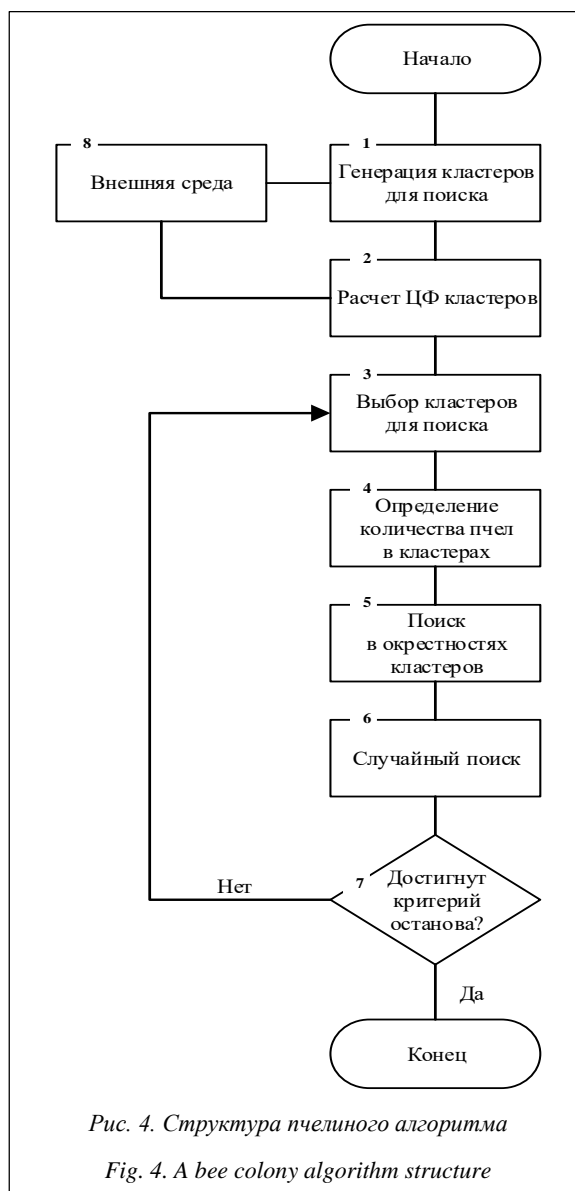 Начало
8
Внешняя среда
1
Генерация кластеров
для поиска
2
Расчет ЦФ кластеров
3
Выбор кластеров
для поиска
4
Определение
количества пчел
в кластерах
5
Поиск
в окрестностях
кластеров
6
Случайный поиск
7
Достигнут
критерий
останова?
Нет
Да
Конец
Рис. 4. Структура пчелиного алгоритма
Fig. 4. A bee colony algorithm structure